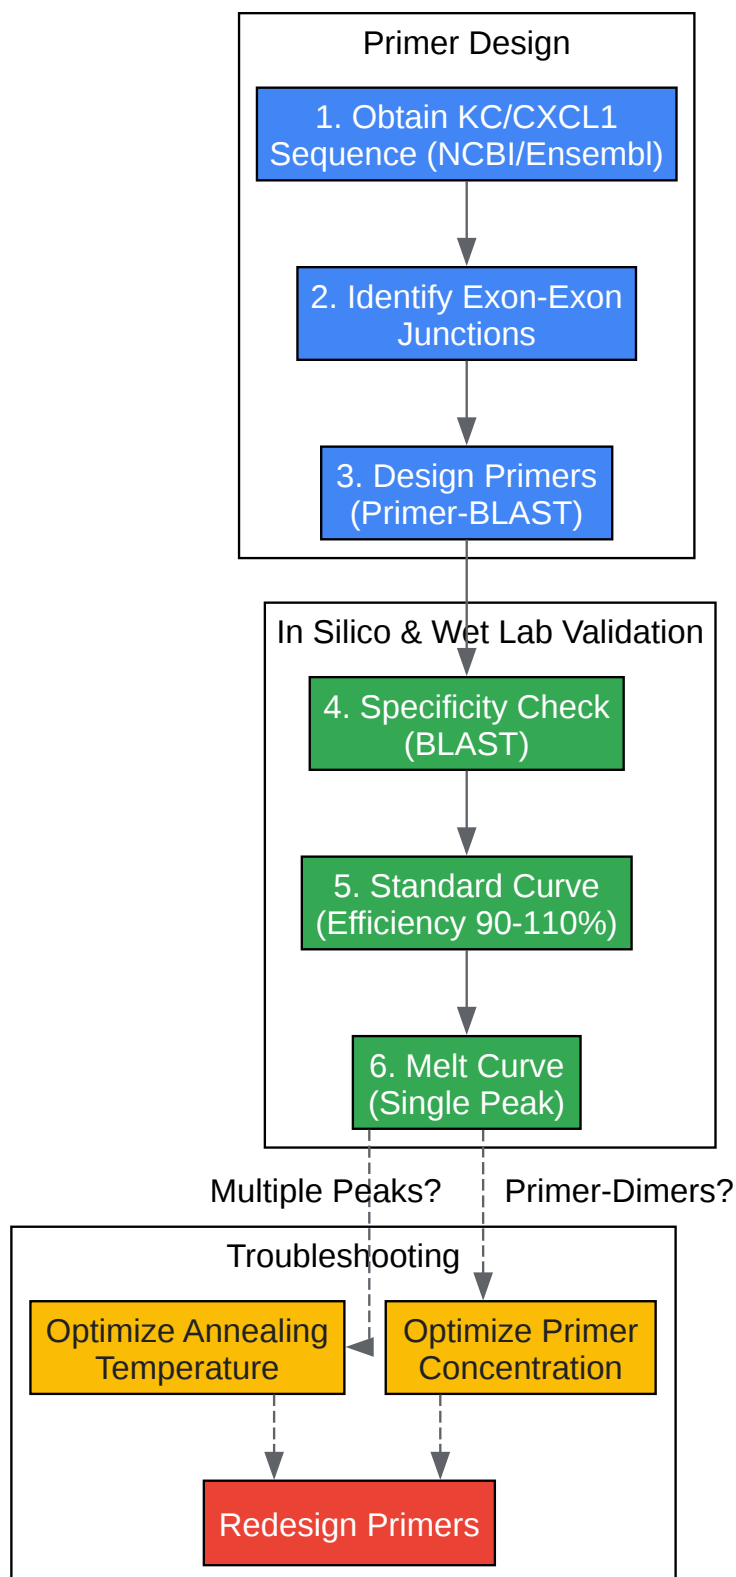 Primer Design
1. Obtain KC/CXCL1
Sequence (NCBI/Ensembl)
2. Identify Exon-Exon
Junctions
3. Design Primers
(Primer-BLAST)
In Silico & Wet Lab Validation
4. Specificity Check
(BLAST)
5. Standard Curve
(Efficiency 90-110%)
6. Melt Curve
(Single Peak)
Multiple Peaks?
Primer-Dimers?
Troubleshooting
Optimize Annealing
Temperature
Optimize Primer
Concentration
Redesign Primers